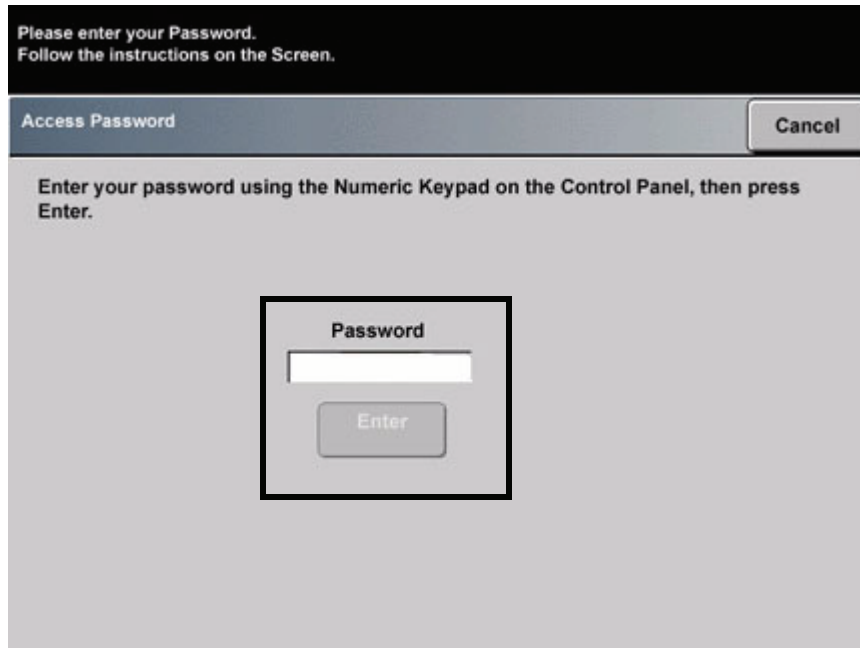 Please enter your Password.
Follow the instructions on the Screen.
Access Password
Cancel
Enter your password using the Numeric Keypad on the Control Panel, then press
Enter.
Password
Enter